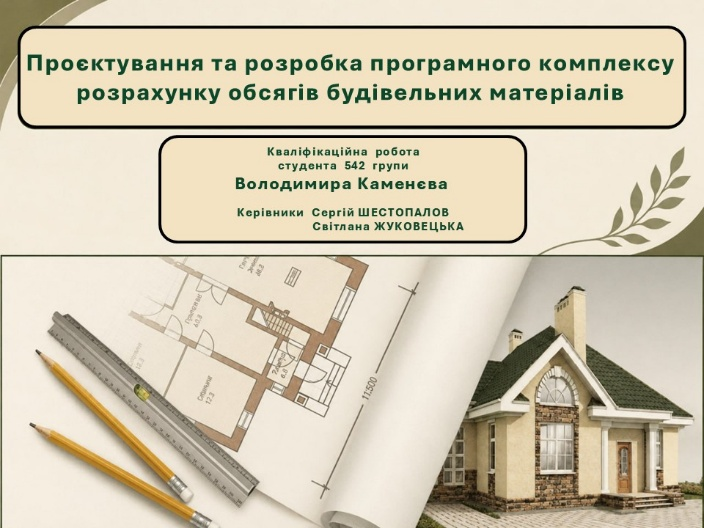 Проєктування та розробка програмного комплексу
розрахунку обсягів будівельних матеріалів
Кваліфікаційна робота
студента 542 групи
Володимира Каменєва
Керівники Сергій ШЕСТОПАЛОВ
Світлана ЖУКОВЕЦЬКА
11500